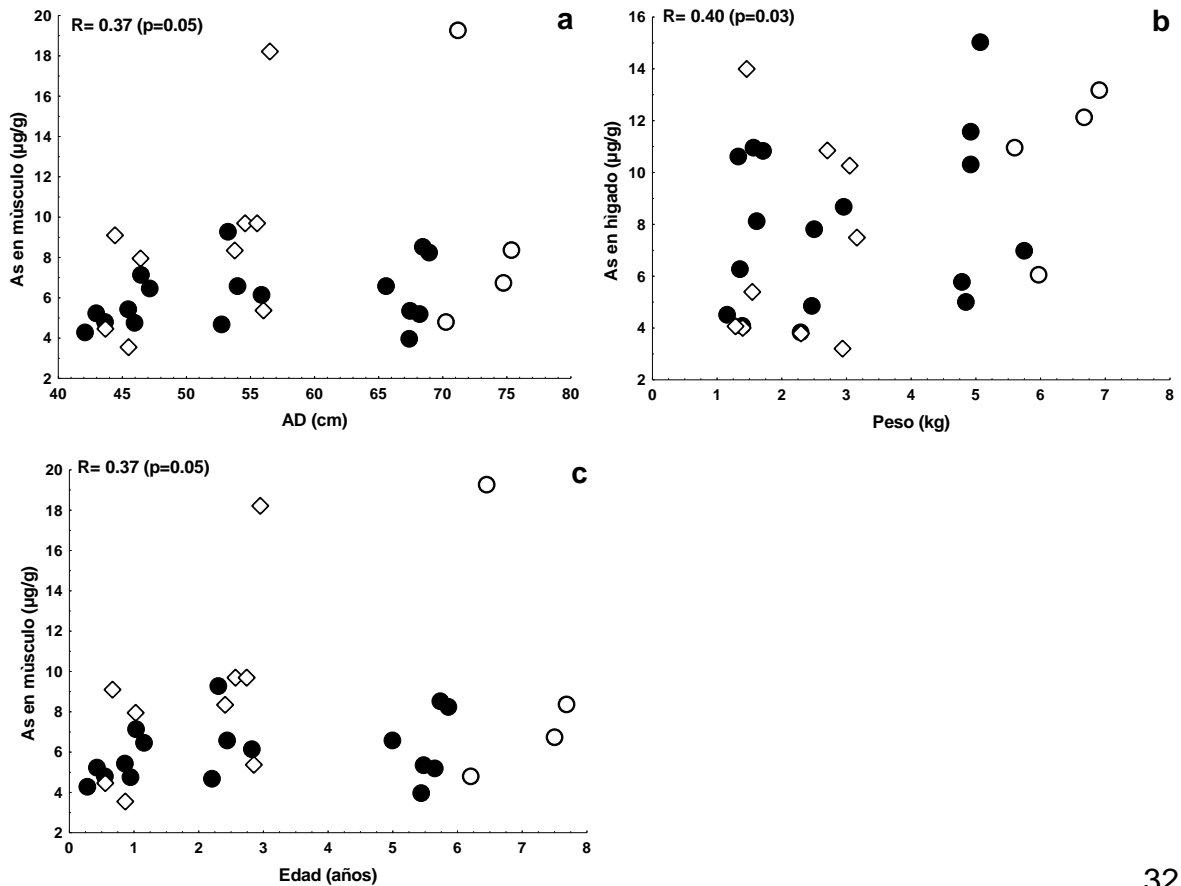 R= 0.37 (p=0.05)
a
As en mùsculo (µg/g)
20
18
16
14
12
10
8
6
4
2
40 45 50 55 60 65 70 75 80
AD (cm)
R= 0.40 (p=0.03)
b
As en hìgado (µg/g)
16
14
12
10
8
6
4
2
0 1 2 3 4 5 6 7 8
Peso (kg)
R= 0.37 (p=0.05)
c
As en mùsculo (µg/g)
20
18
16
14
12
10
8
6
4
2
0 1 2 3 4 5 6 7 8
Edad (años)
32